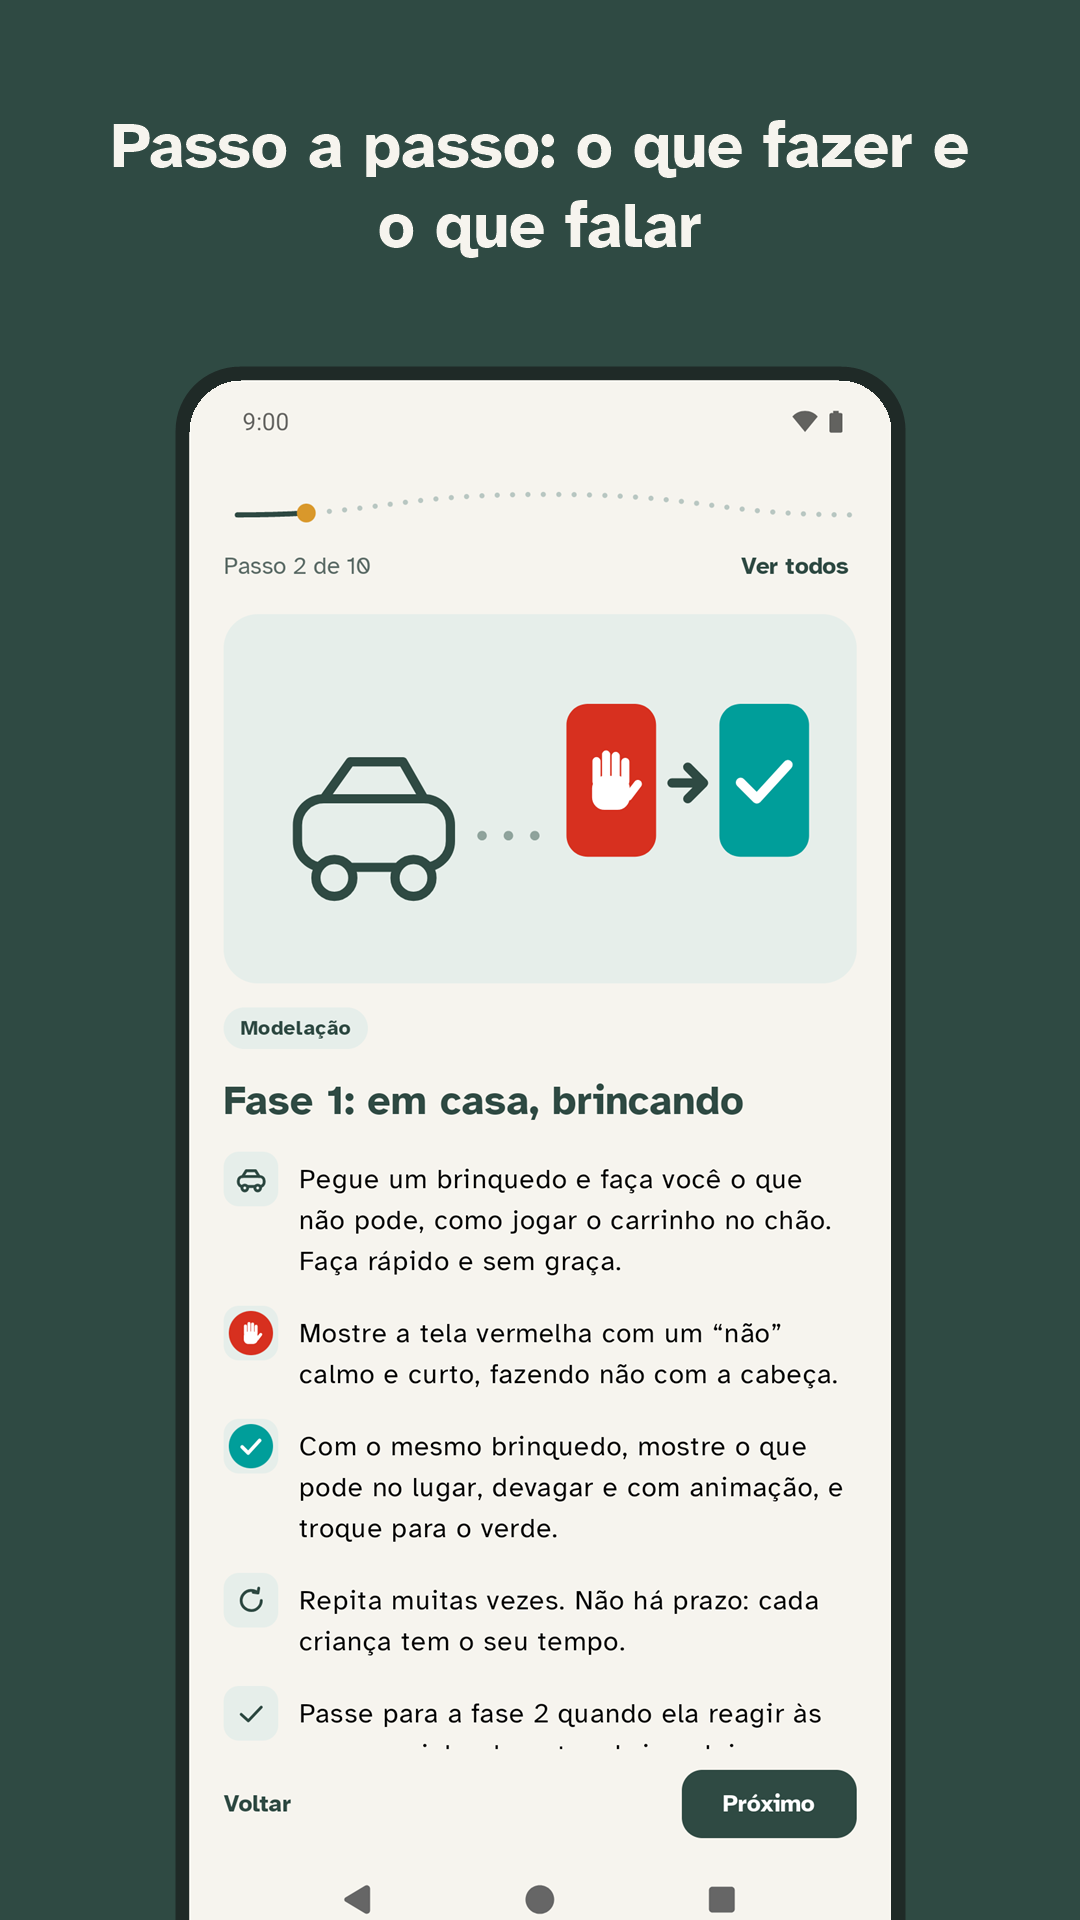 Passo a passo: o que fazer e
o que falar
9:00
Passo 2 de 10
Ver todos
Modelação
Fase 1: em casa, brincando
Pegue um brinquedo e faça você o que
não pode, como jogar o carrinho no chão.
Faça rápido e sem graça.
Mostre a tela vermelha com um “não”
calmo e curto, fazendo não com a cabeça.
Com o mesmo brinquedo, mostre o que
pode no lugar, devagar e com animação, e
troque para o verde.
Repita muitas vezes. Não há prazo: cada
criança tem o seu tempo.
Passe para a fase 2 quando ela reagir às
Voltar
Próximo